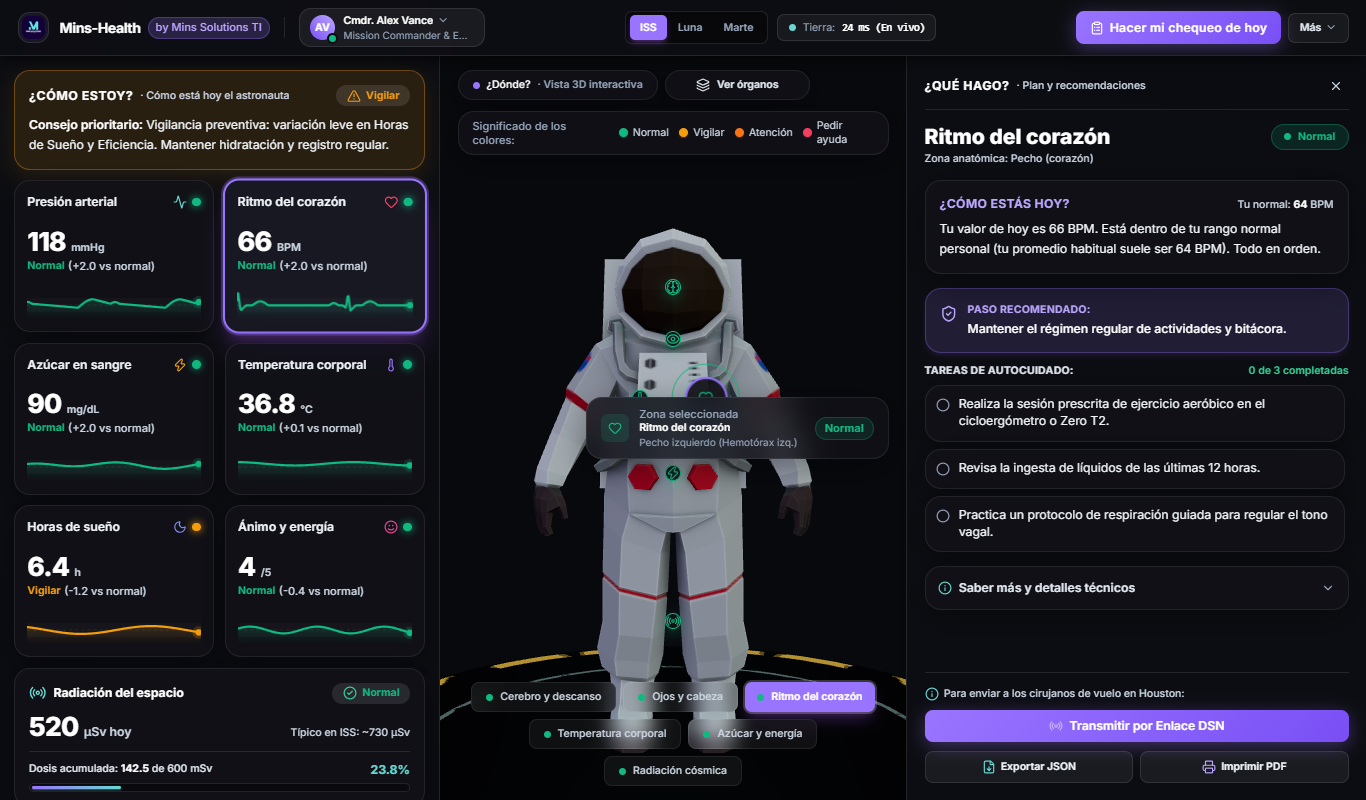 Mins-Health
by Mins Solutions TI
AV
Cmdr. Alex Vance
Mission Commander & E...
ISS
Luna
Marte
Tierra: 24 ms (En vivo)
Hacer mi chequeo de hoy
Más
¿CÓMO ESTOY? · Cómo está hoy el astronauta
Vigilar
Consejo prioritario: Vigilancia preventiva: variación leve en Horas
de Sueño y Eficiencia. Mantener hidratación y registro regular.
Presión arterial
118 mmHg
Normal (+2.0 vs normal)
Ritmo del corazón
66 BPM
Normal (+2.0 vs normal)
Azúcar en sangre
90 mg/dL
Normal (+2.0 vs normal)
Temperatura corporal
36.8 °C
Normal (+0.1 vs normal)
Horas de sueño
6.4 h
Vigilar (-1.2 vs normal)
Ánimo y energía
4 /5
Normal (-0.4 vs normal)
Radiación del espacio
Normal
520 µSv hoy
Típico en ISS: ~730 µSv
Dosis acumulada: 142.5 de 600 mSv
23.8%
¿Dónde? · Vista 3D interactiva
Ver órganos
Significado de los
colores:
Normal
Vigilar
Atención
Pedir
ayuda
Zona seleccionada
Ritmo del corazón
Pecho izquierdo (Hemotórax izq.)
Normal
Cerebro y descanso
Ojos y cabeza
Ritmo del corazón
Temperatura corporal
Azúcar y energía
Radiación cósmica
¿QUÉ HAGO? · Plan y recomendaciones
Ritmo del corazón
Normal
Zona anatómica: Pecho (corazón)
¿CÓMO ESTÁS HOY?
Tu normal: 64 BPM
Tu valor de hoy es 66 BPM. Está dentro de tu rango normal
personal (tu promedio habitual suele ser 64 BPM). Todo en orden.
PASO RECOMENDADO:
Mantener el régimen regular de actividades y bitácora.
TAREAS DE AUTOCUIDADO:
0 de 3 completadas
Realiza la sesión prescrita de ejercicio aeróbico en el
cicloergómetro o Zero T2.
Revisa la ingesta de líquidos de las últimas 12 horas.
Practica un protocolo de respiración guiada para regular el tono
vagal.
Saber más y detalles técnicos
Para enviar a los cirujanos de vuelo en Houston:
Transmitir por Enlace DSN
Exportar JSON
Imprimir PDF